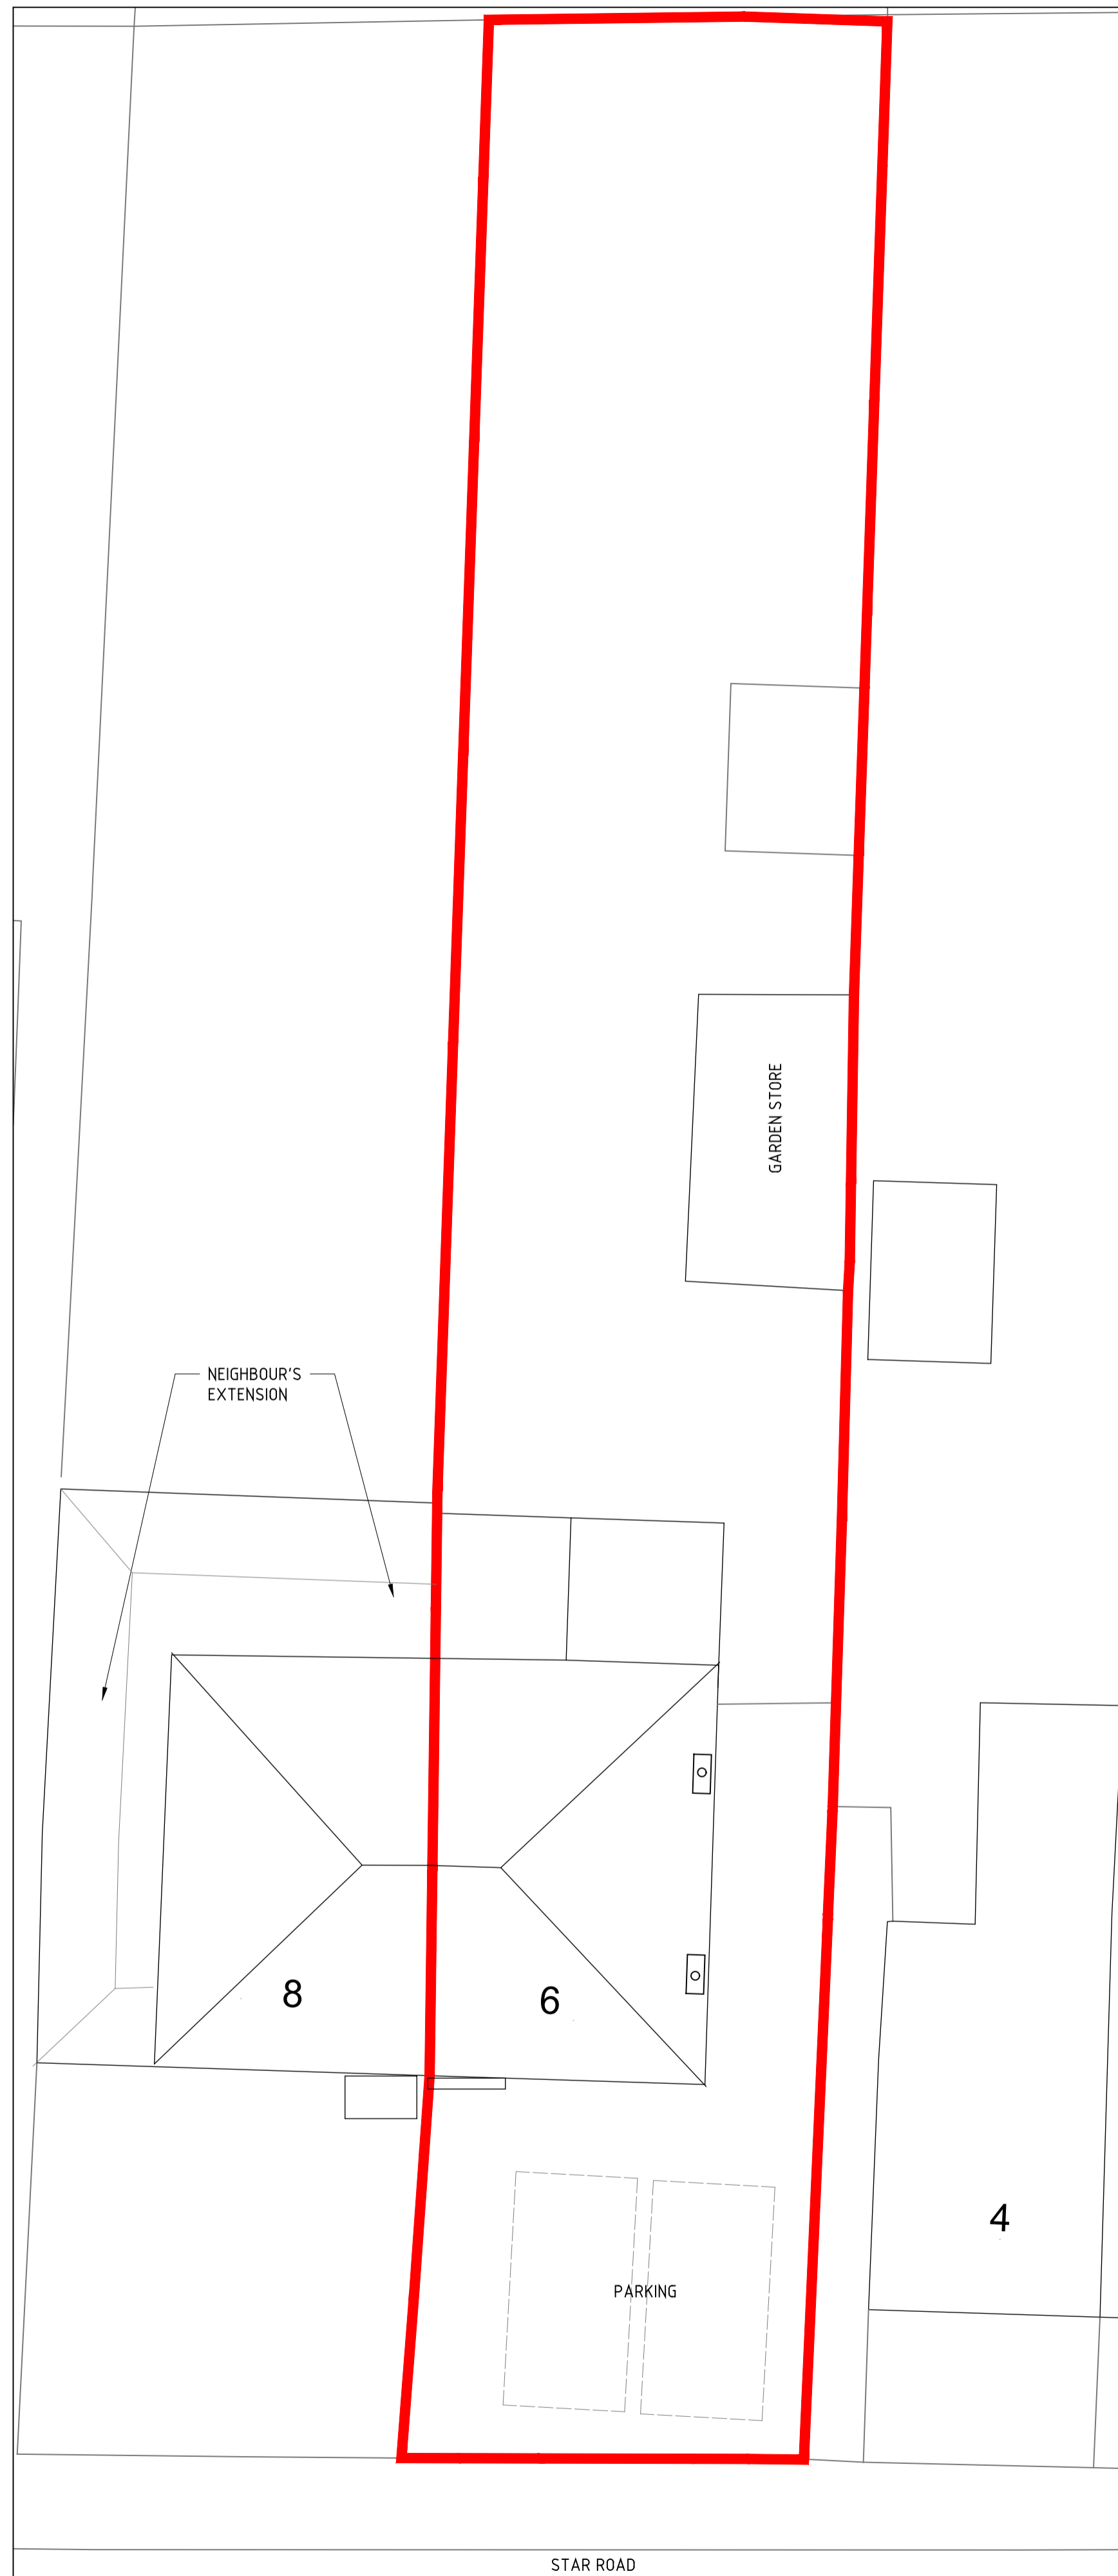 GARDEN STORE
NEIGHBOUR'S
EXTENSION
8
6
4
PARKING
STAR ROAD